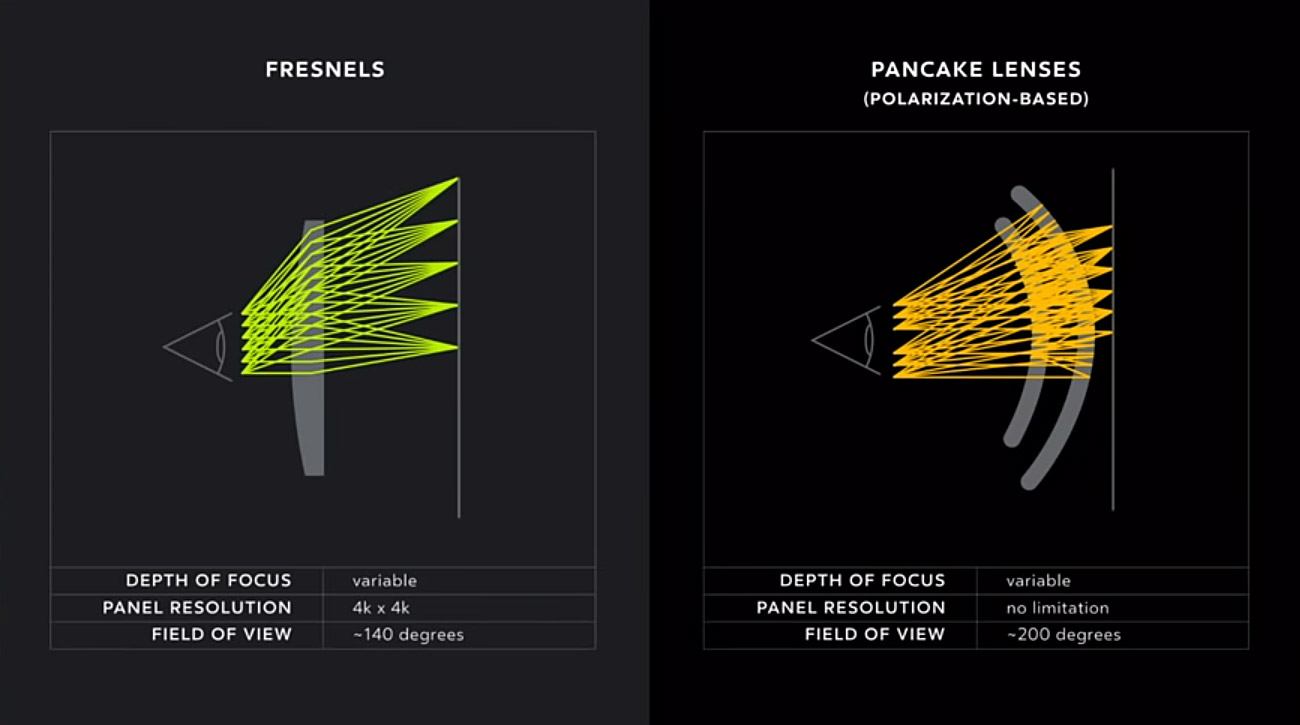 FRESNELS
DEPTH OF FOCUS variable
PANEL RESOLUTION 4k x 4k
FIELD OF VIEW ~140 degrees
PANCAKE LENSES
(POLARIZATION-BASED)
DEPTH OF FOCUS variable
PANEL RESOLUTION no limitation
FIELD OF VIEW ~200 degrees